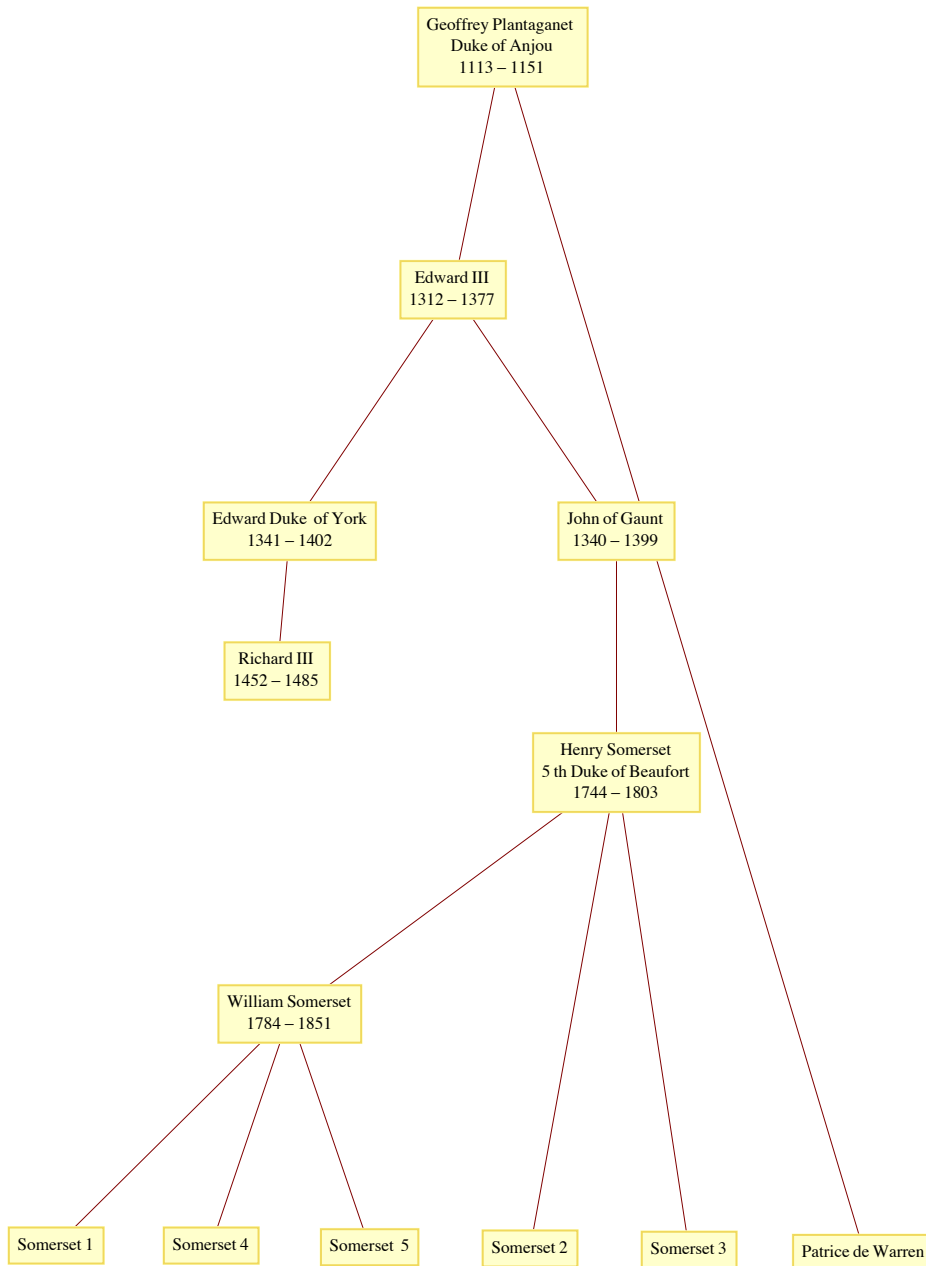 Geoffrey Plantaganet
Duke of Anjou
1113 – 1151
Edward III
1312 – 1377
Edward Duke of York
1341 – 1402
John of Gaunt
1340 – 1399
Richard III
1452 – 1485
Henry Somerset
5 th Duke of Beaufort
1744 – 1803
William Somerset
1784 – 1851
Somerset 1
Somerset 4
Somerset 5
Somerset 2
Somerset 3
Patrice de Warren